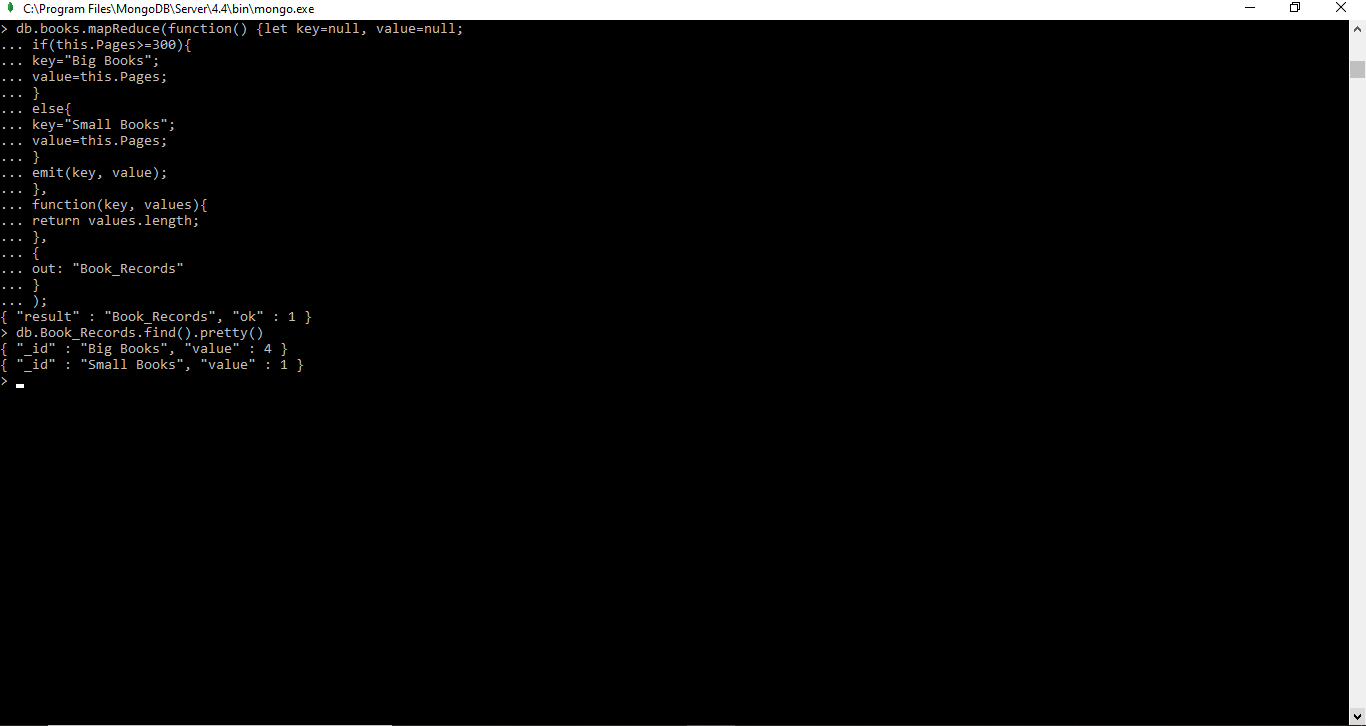 C:\Program Files\MongoDB\Server\4.4\bin\mongo.exe
> db.books.mapReduce(function() {let key=null, value=null;
... if(this.Pages>=300){
... key="Big Books";
... value=this.Pages;
... }
... else{
... key="Small Books";
... value=this.Pages;
... }
... emit(key, value);
... },
... function(key, values){
... return values.length;
... },
... {
... out: "Book_Records"
... }
... );
{ "result" : "Book_Records", "ok" : 1 }
> db.Book_Records.find().pretty()
{ "_id" : "Big Books", "value" : 4 }
{ "_id" : "Small Books", "value" : 1 }
>